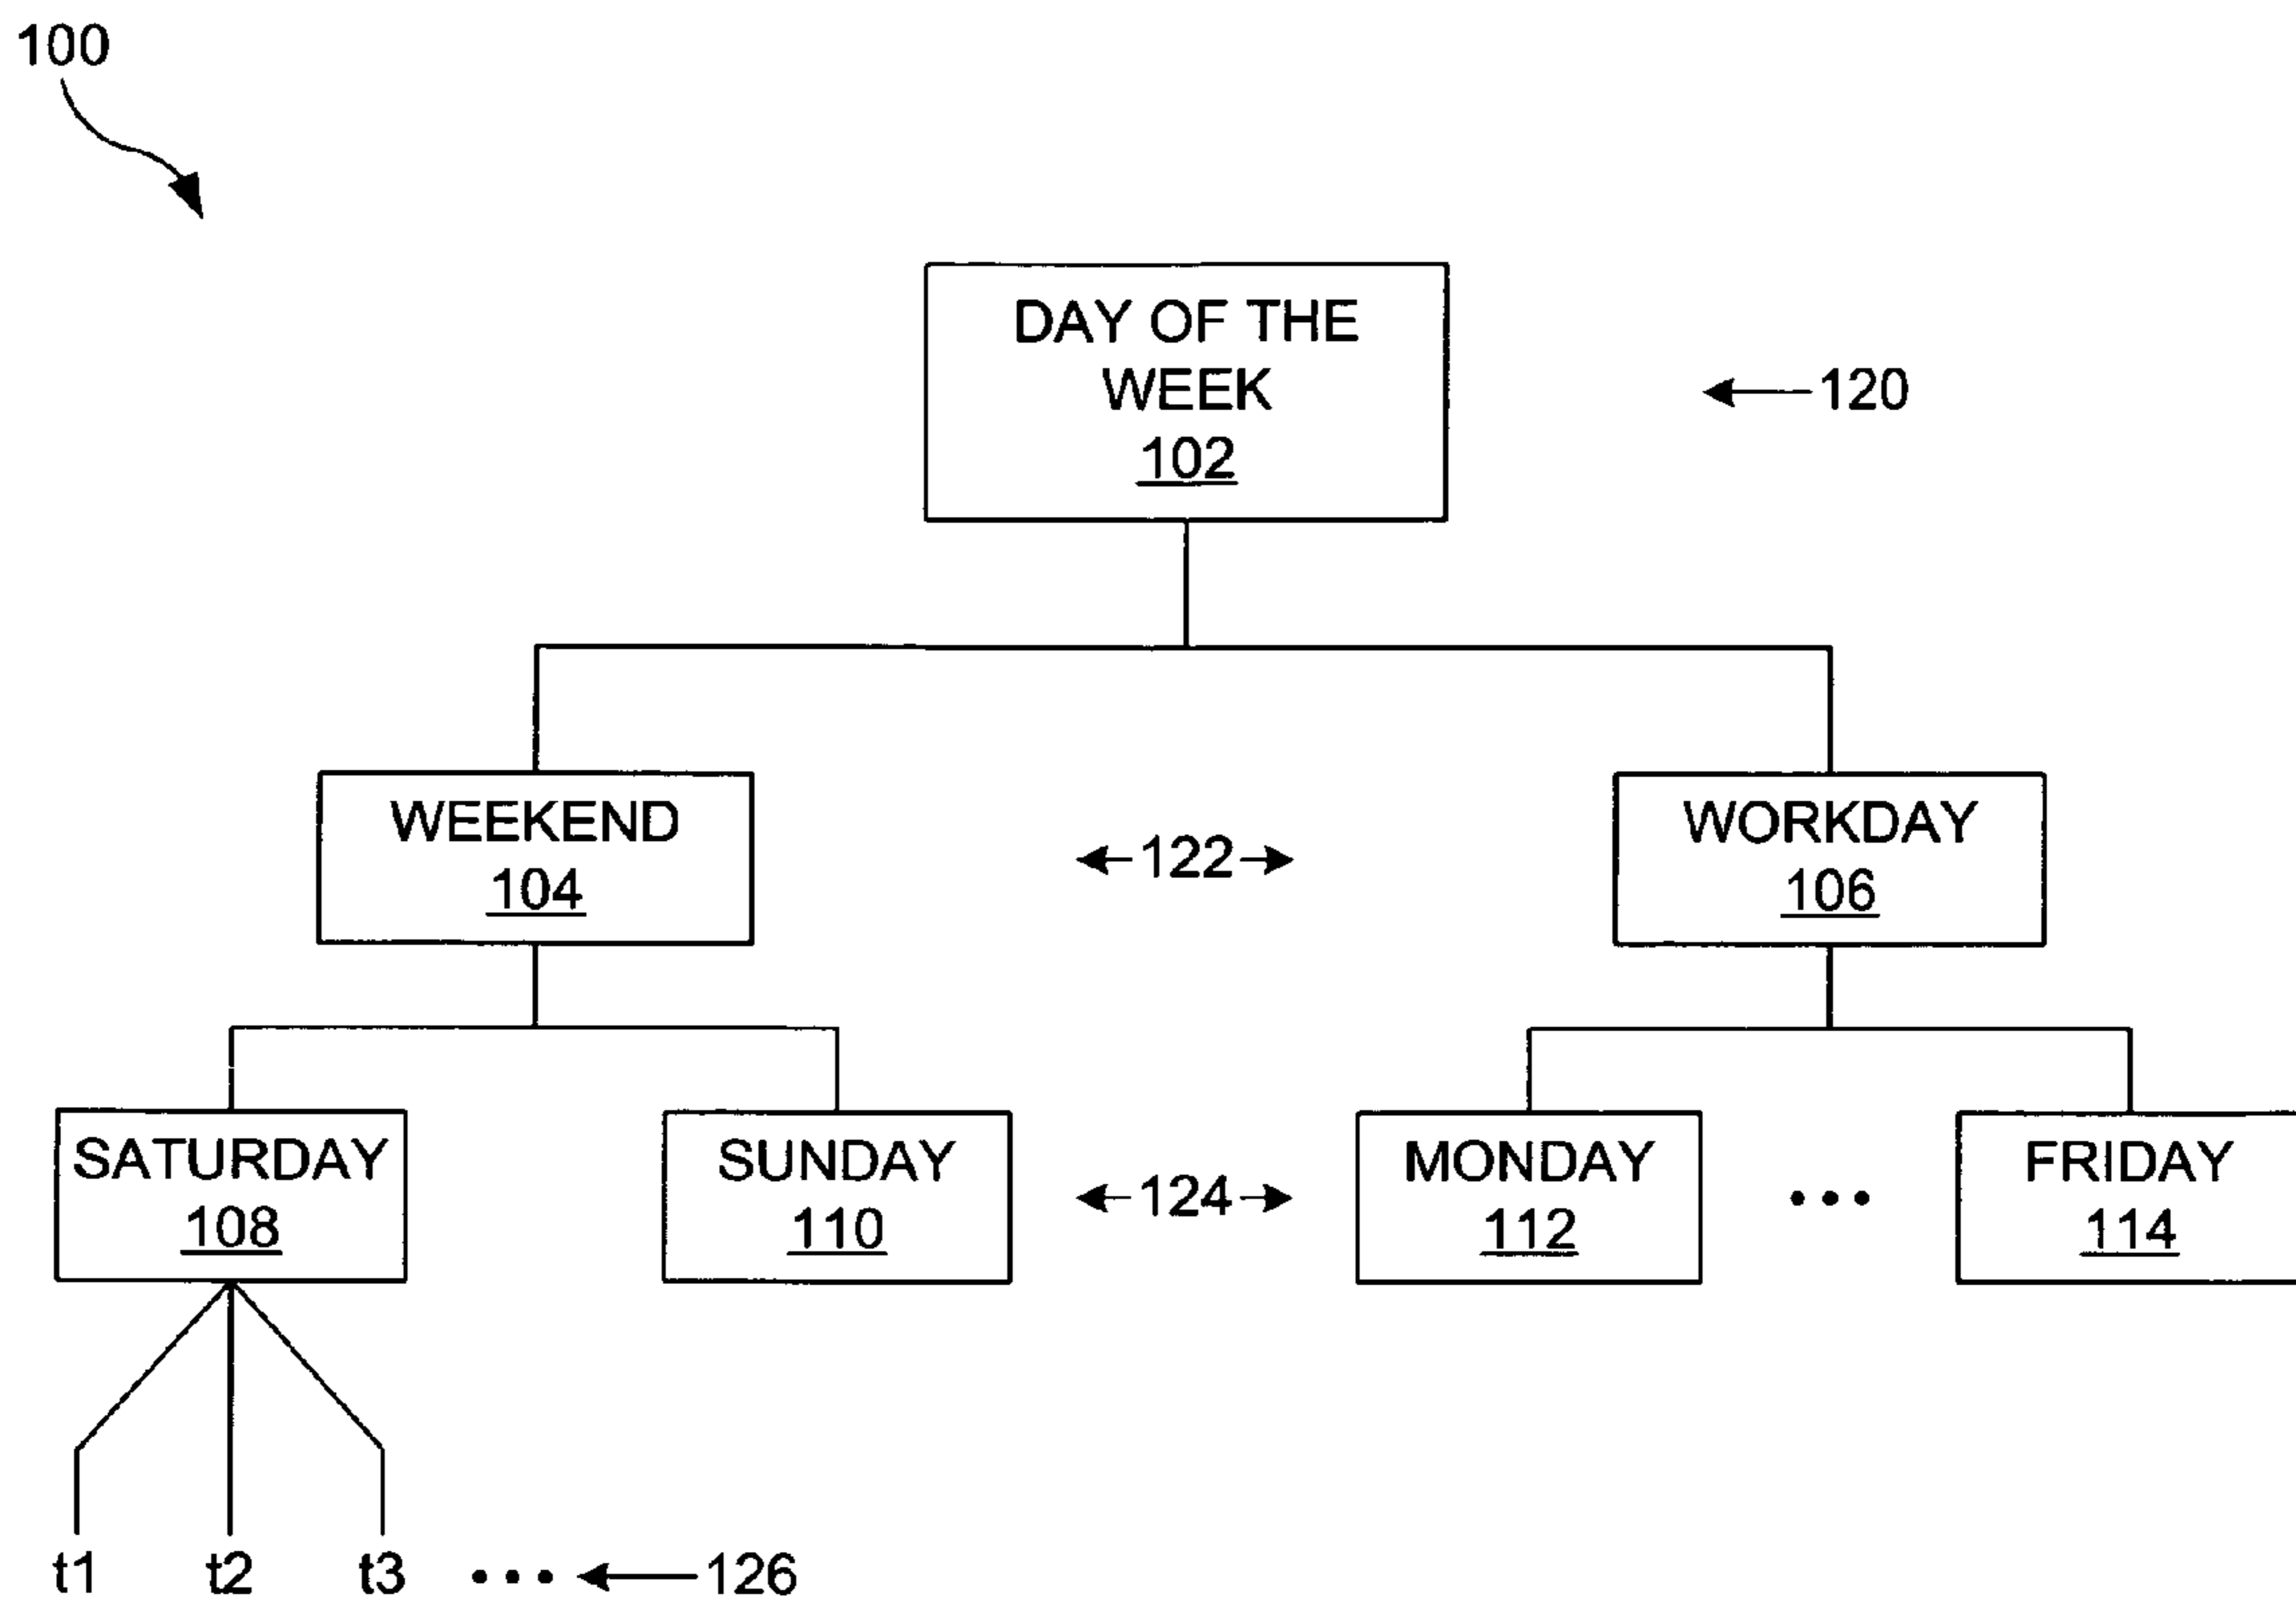 100
DAY OF THE
WEEK
102
120
WEEKEND
104
122
WORKDAY
106
SATURDAY
108
SUNDAY
110
124
MONDAY
112
• • •
FRIDAY
114
t1 t2 t3 • • • 126